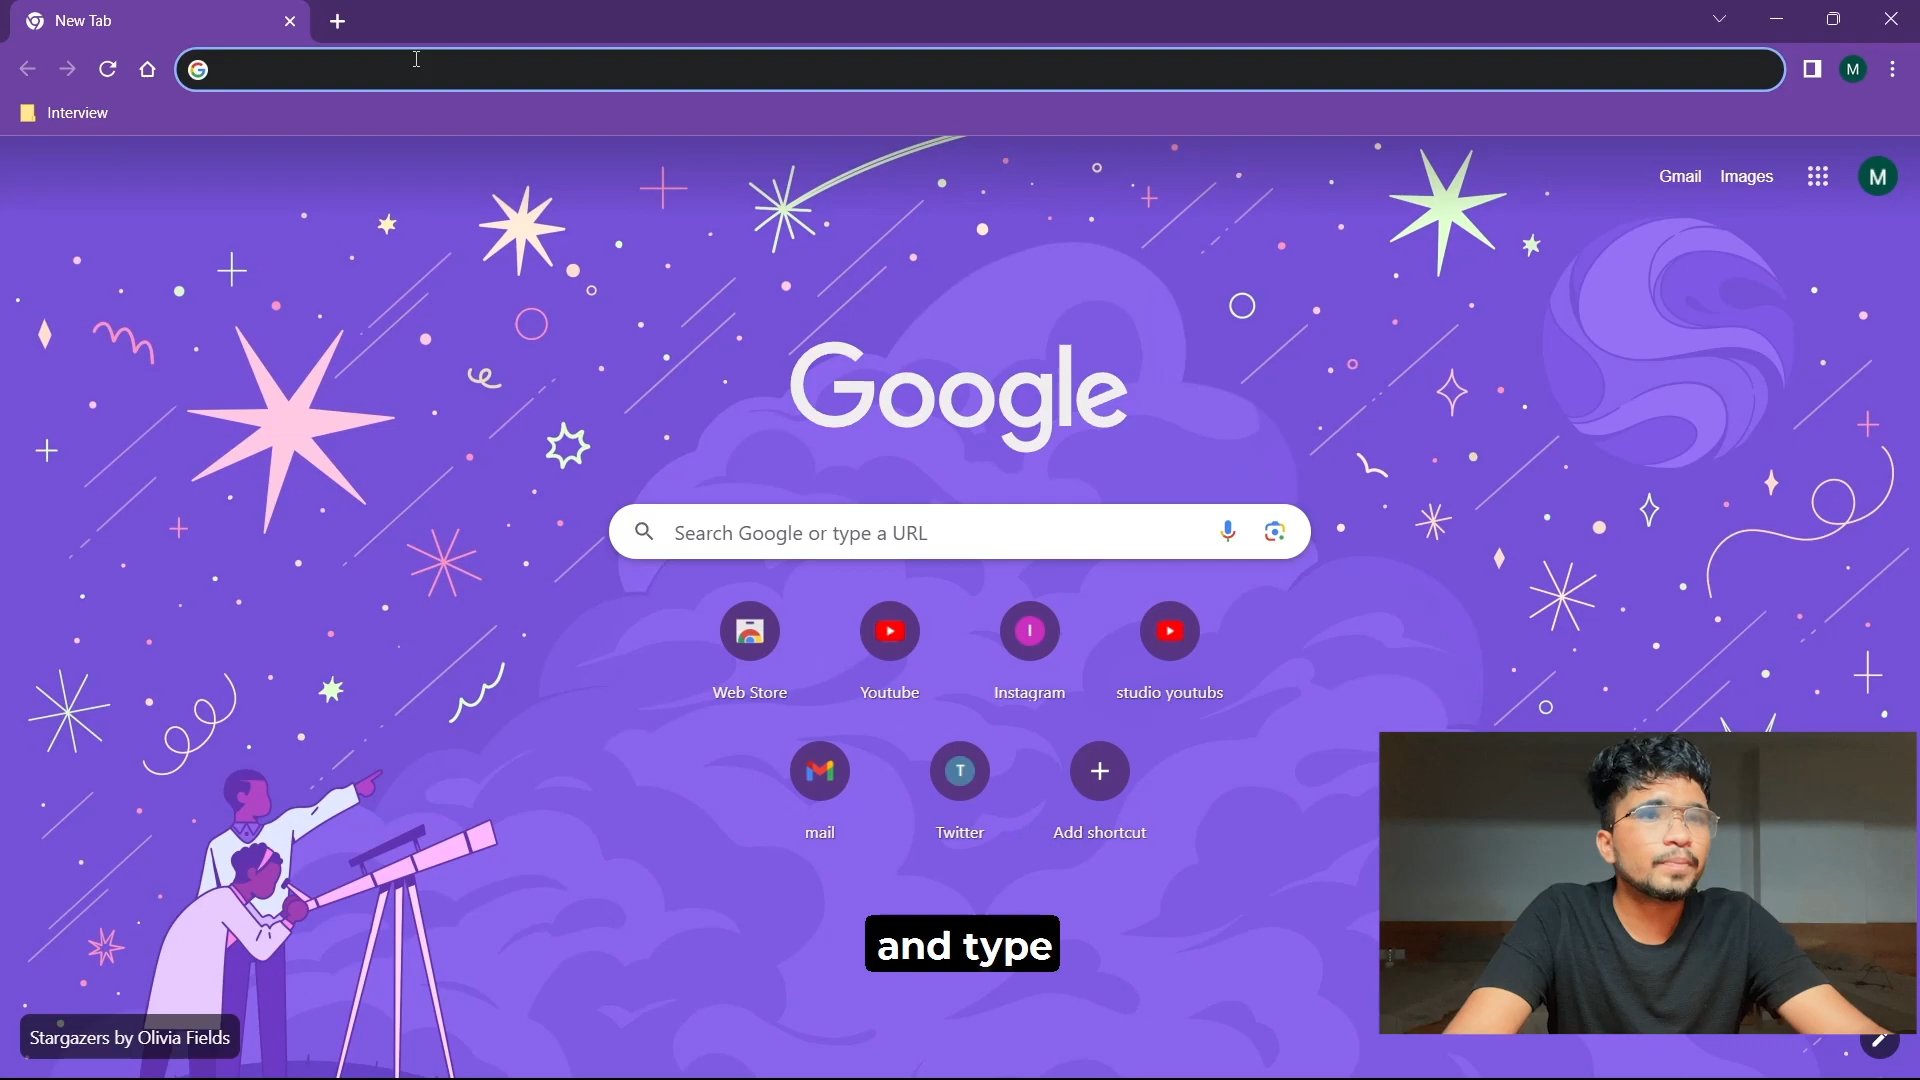 New Tab
Interview
Gmail Images
M
M
Google
Search Google or type a URL
Web Store
Youtube
I
Instagram
studio youtubs
mail
T
Twitter
Add shortcut
and type
Stargazers by Olivia Fields